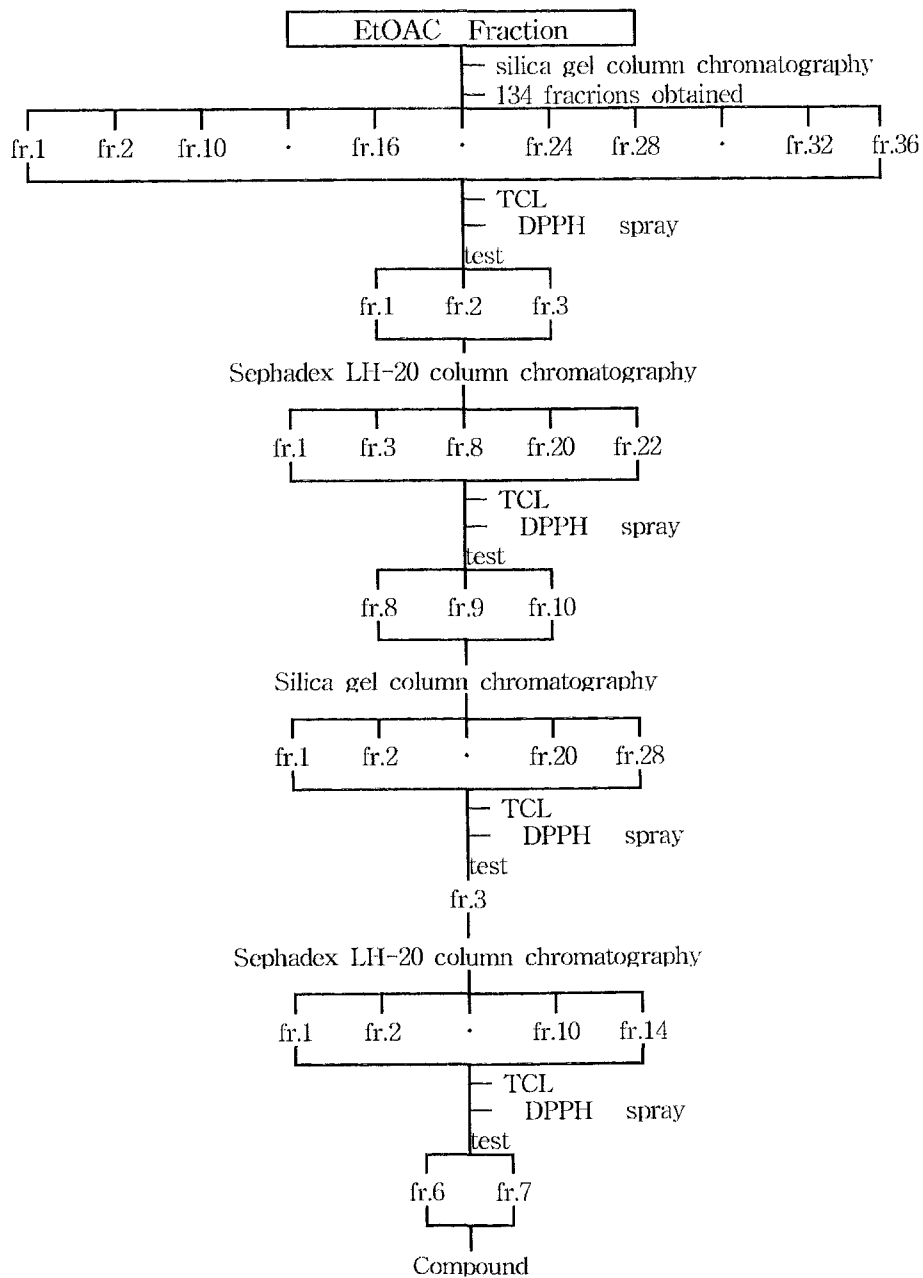 EtOAC Fraction
silica gel column chromatography
134 fracrions obtained
fr.1 fr.2 fr.10 · fr.16 · fr.24 fr.28 · fr.32 fr.36
TCL
DPPH spray
test
fr.1 fr.2 fr.3
Sephadex LH-20 column chromatography
fr.1 fr.3 fr.8 fr.20 fr.22
TCL
DPPH spray
test
fr.8 fr.9 fr.10
Silica gel column chromatography
fr.1 fr.2 · fr.20 fr.28
TCL
DPPH spray
test
fr.3
Sephadex LH-20 column chromatography
fr.1 fr.2 · fr.10 fr.14
TCL
DPPH spray
test
fr.6 fr.7
Compound